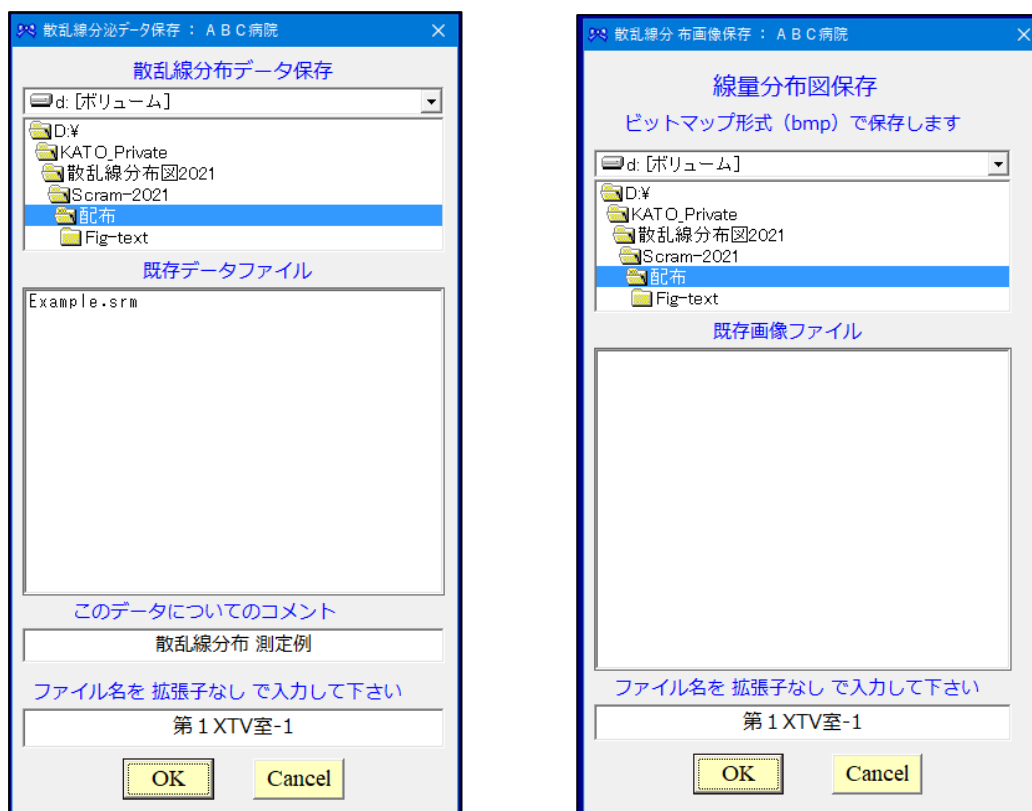 散乱線分泌データ保存 : ＡＢＣ病院
散乱線分布データ保存
d: [ボリューム]
D:¥
KATO_Private
散乱線分布図2021
Scram-2021
配布
Fig-text
既存データファイル
Example.srm
このデータについてのコメント
散乱線分布 測定例
ファイル名を 拡張子なし で入力して下さい
第１XTV室-1
OK Cancel
散乱線分 布画像保存 : ＡＢＣ病院
線量分布図保存
ビットマップ形式（bmp）で保存します
d: [ボリューム]
D:¥
KATO_Private
散乱線分布図2021
Scram-2021
配布
Fig-text
既存画像ファイル
ファイル名を 拡張子なし で入力して下さい
第１XTV室-1
OK Cancel